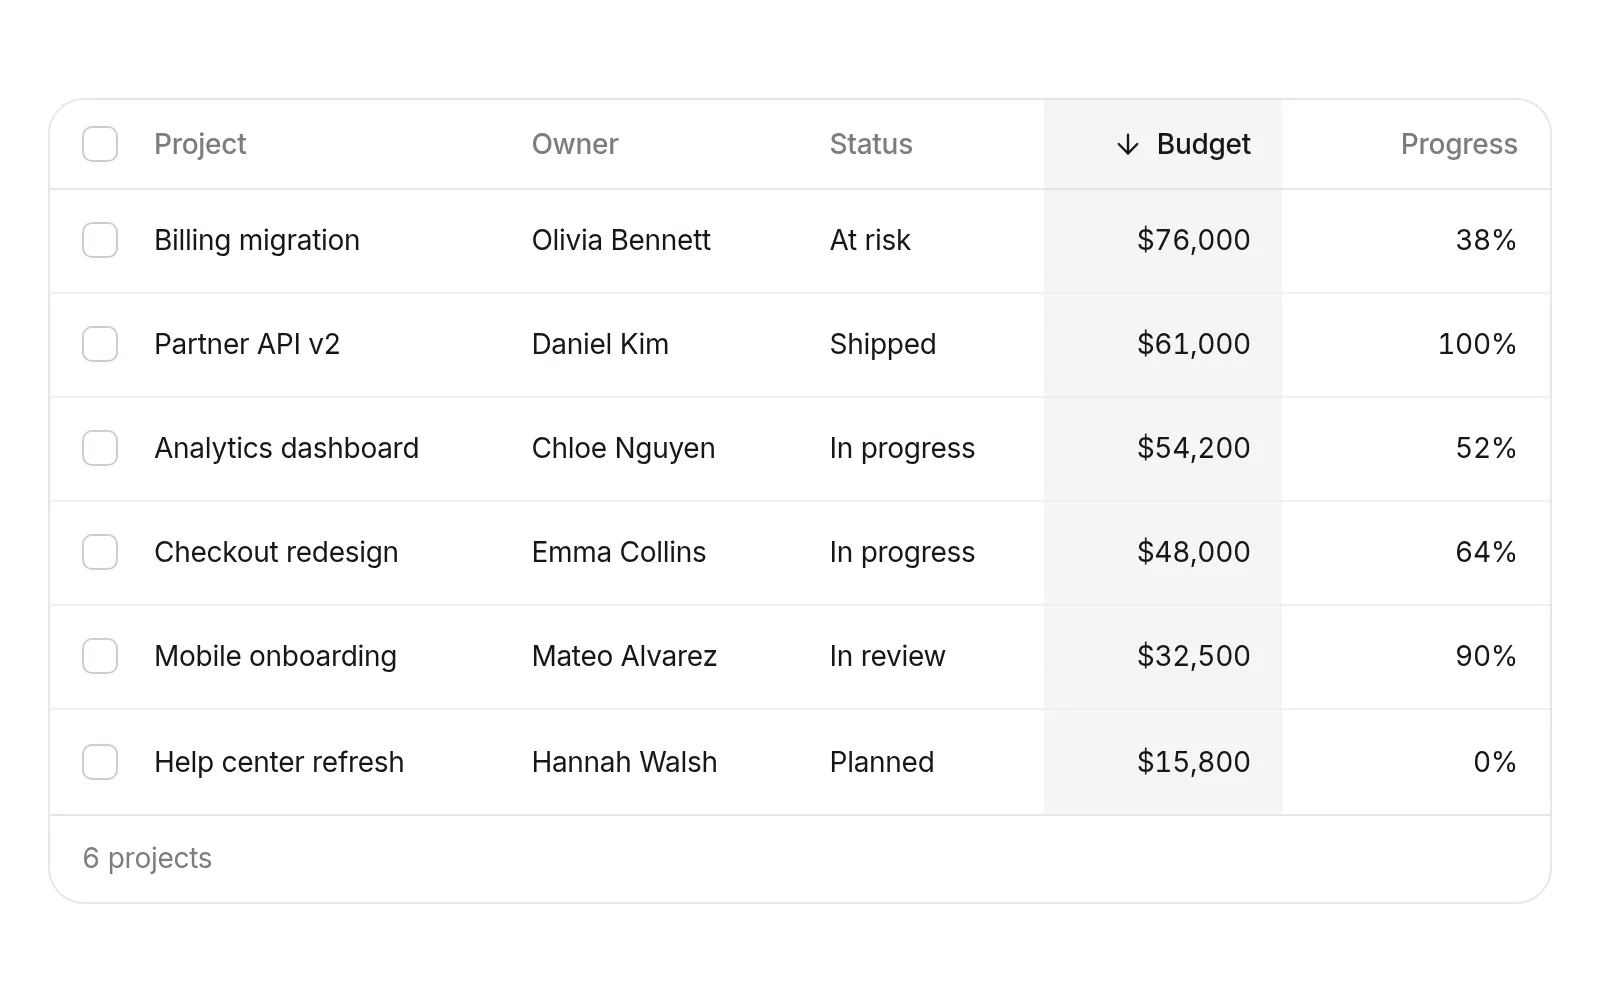 Project Owner Status ↓ Budget Progress
Billing migration Olivia Bennett At risk $76,000 38%
Partner API v2 Daniel Kim Shipped $61,000 100%
Analytics dashboard Chloe Nguyen In progress $54,200 52%
Checkout redesign Emma Collins In progress $48,000 64%
Mobile onboarding Mateo Alvarez In review $32,500 90%
Help center refresh Hannah Walsh Planned $15,800 0%
6 projects